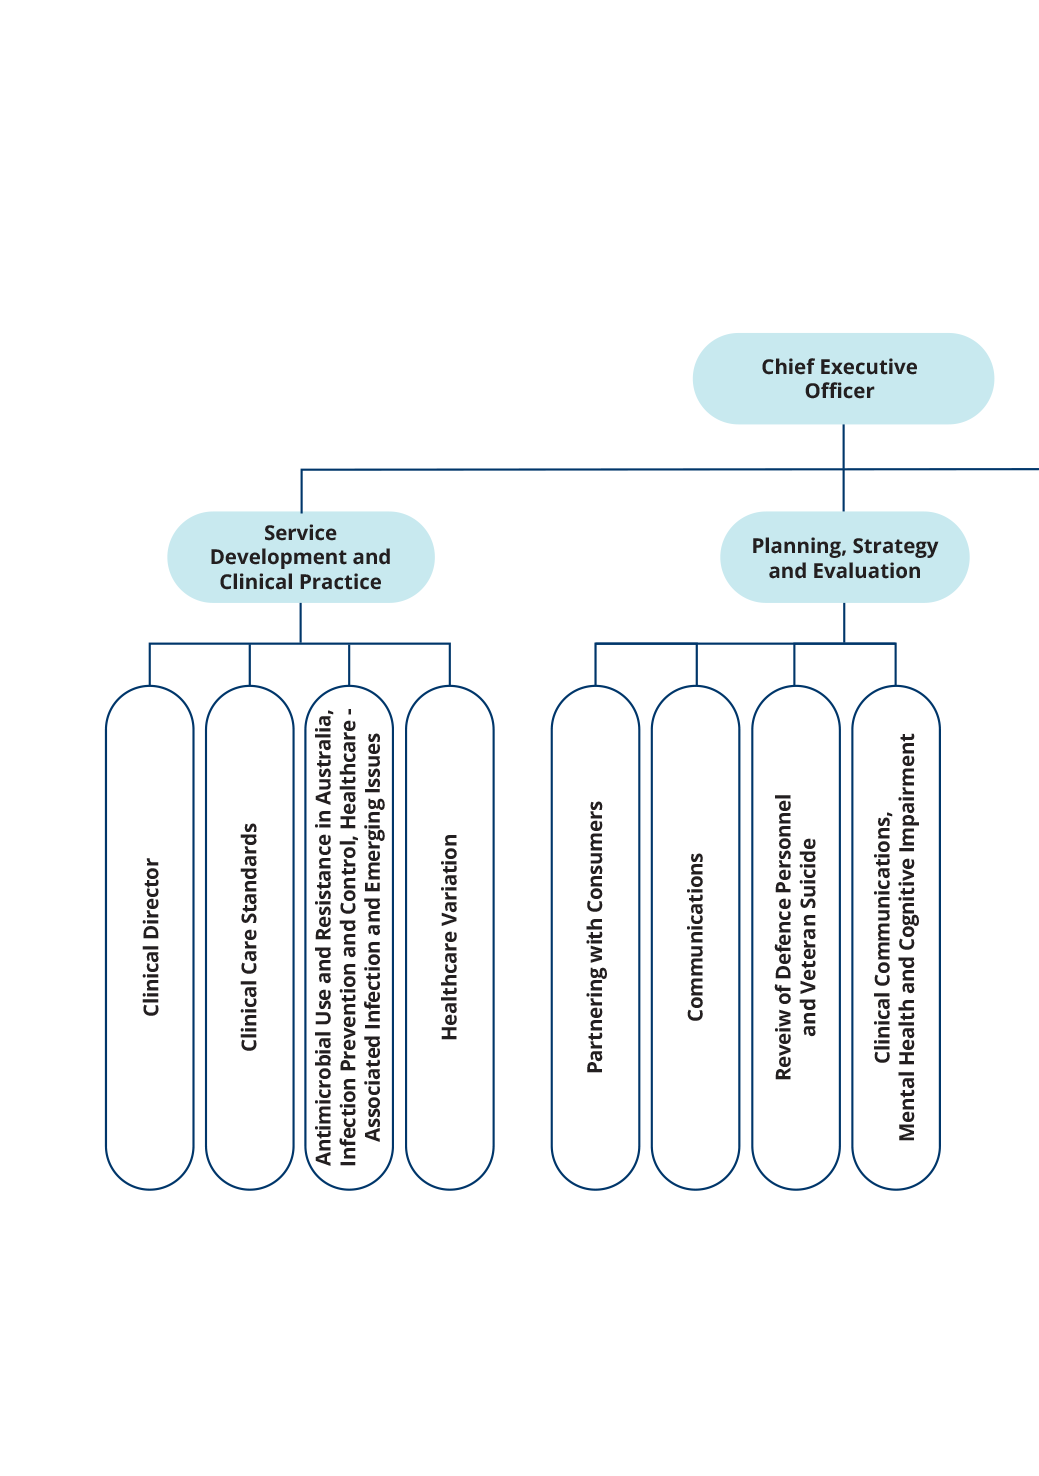 Chief Executive
Officer
Service
Development and
Clinical Practice
Planning, Strategy
and Evaluation
Clinical Director
Clinical Care Standards
Antimicrobial Use and Resistance in Australia,
Infection Prevention and Control, Healthcare -
Associated Infection and Emerging Issues
Healthcare Variation
Partnering with Consumers
Communications
Reveiw of Defence Personnel
and Veteran Suicide
Clinical Communications,
Mental Health and Cognitive Impairment